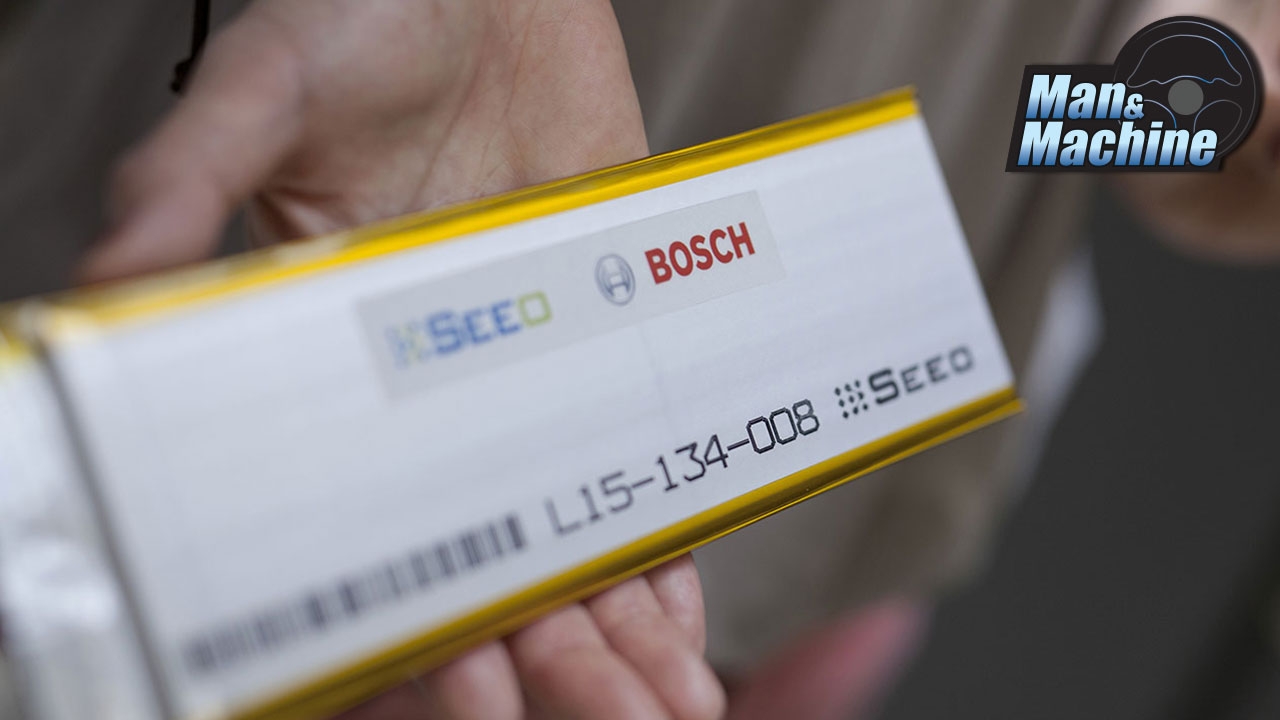 Man&
Machine
SEEO
BOSCH
L15-134-008 SEEO